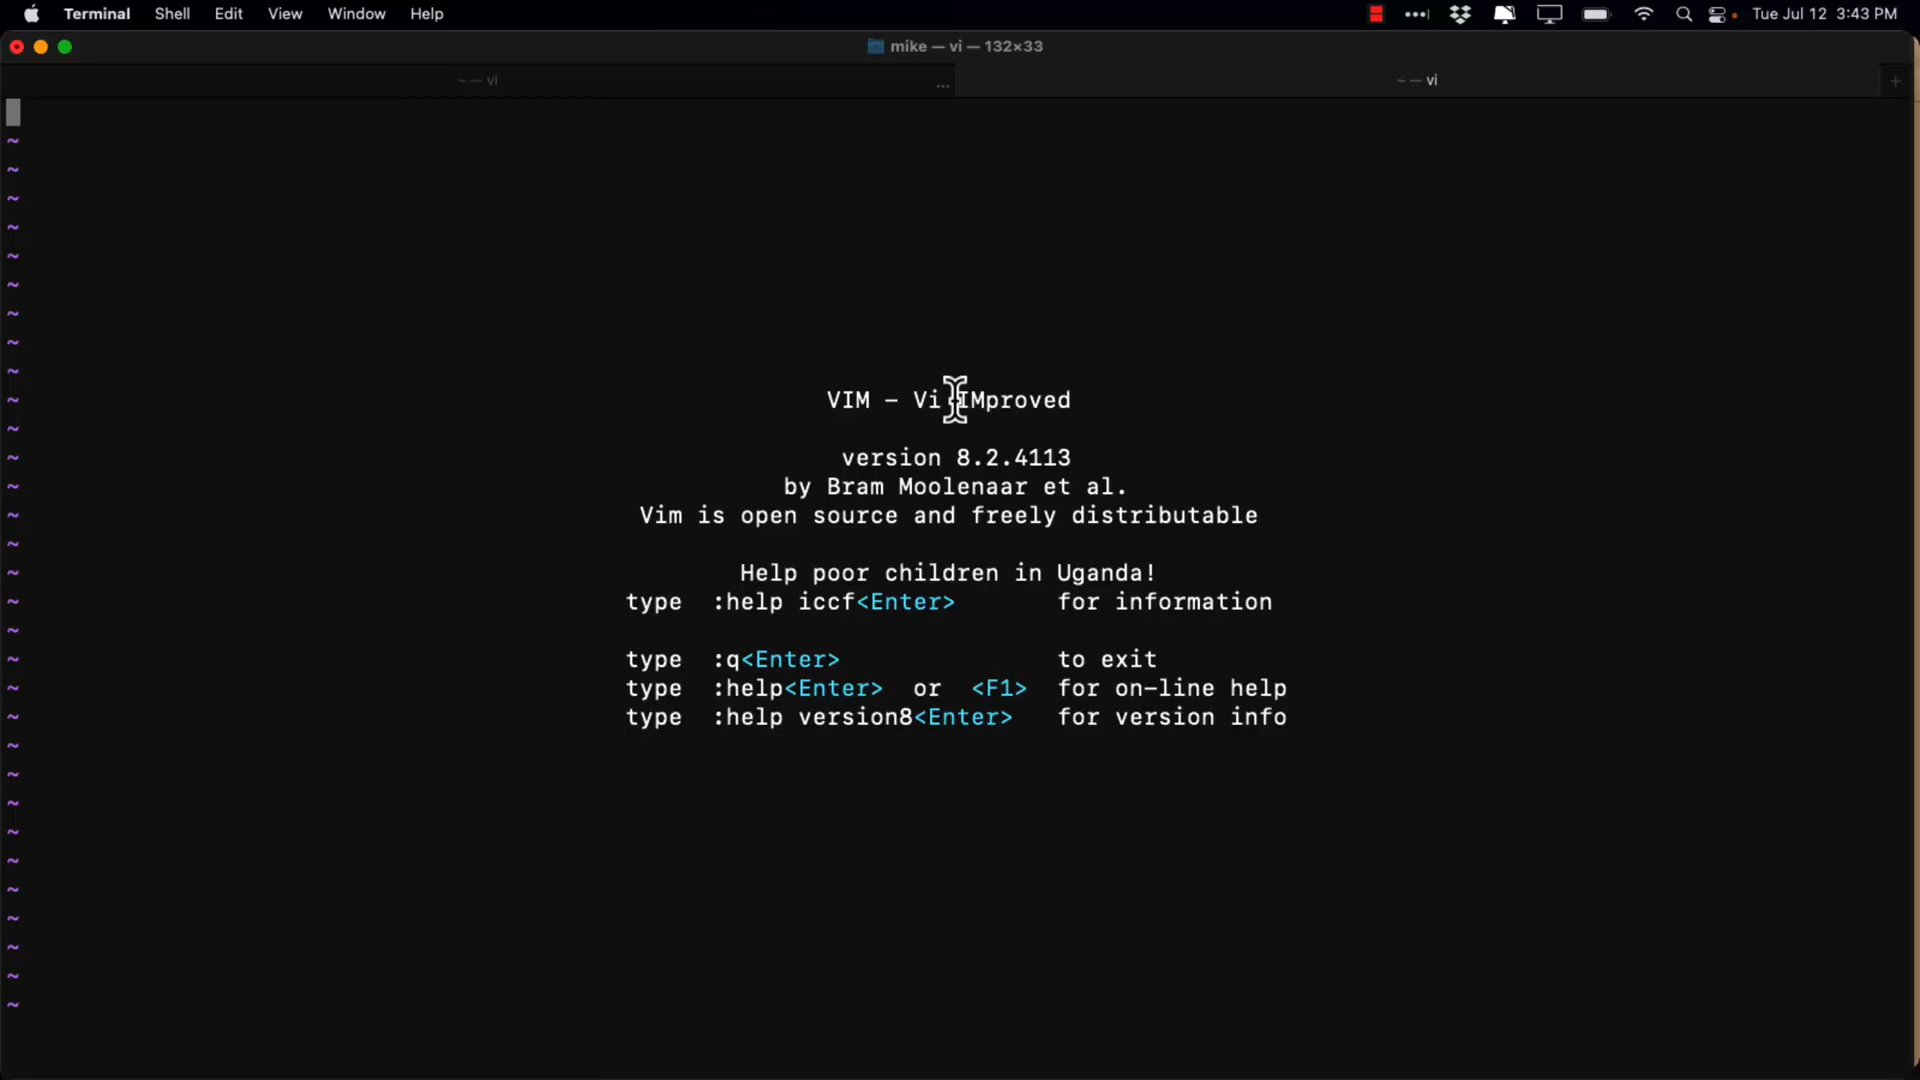 Terminal Shell Edit View Window Help Tue Jul 12 3:43 PM
mike — vi — 132×33
~ — vi ... ~ — vi +
~
~
~
~
~
~
~
~
~
~ VIM - Vi IMproved
~
~ version 8.2.4113
~ by Bram Moolenaar et al.
~ Vim is open source and freely distributable
~
~ Help poor children in Uganda!
~ type :help iccf<Enter> for information
~
~ type :q<Enter> to exit
~ type :help<Enter> or <F1> for on-line help
~ type :help version8<Enter> for version info
~
~
~
~
~
~
~
~
~
~